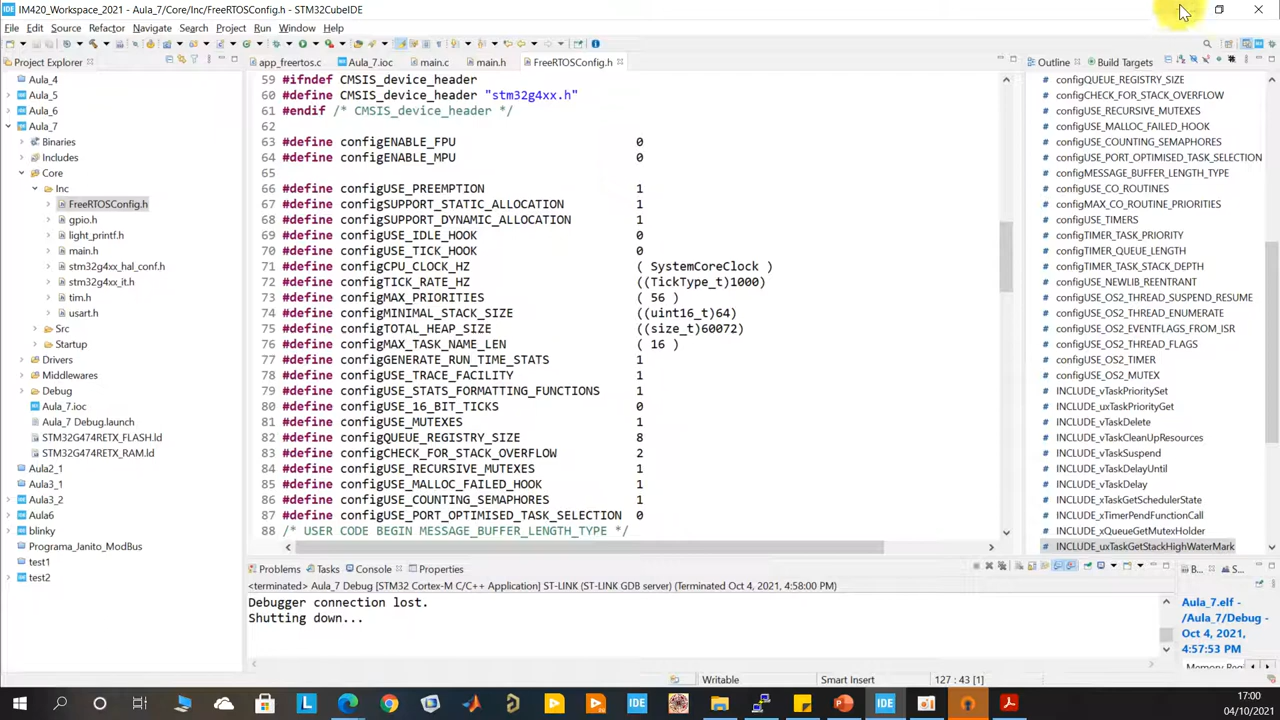 IDE IM420_Workspace_2021 - Aula_7/Core/Inc/FreeRTOSConfig.h - STM32CubeIDE
File Edit Source Refactor Navigate Search Project Run Window Help
Project Explorer
app_freertos.c Aula_7.ioc main.c main.h FreeRTOSConfig.h
Outline Build Targets
Aula_4
Aula_5
Aula_6
Aula_7
Binaries
Includes
Core
Inc
FreeRTOSConfig.h
gpio.h
light_printf.h
main.h
stm32g4xx_hal_conf.h
stm32g4xx_it.h
tim.h
usart.h
Src
Startup
Drivers
Middlewares
Debug
Aula_7.ioc
Aula_7 Debug.launch
STM32G474RETX_FLASH.ld
STM32G474RETX_RAM.ld
Aula2_1
Aula3_1
Aula3_2
Aula6
blinky
Programa_Janito_ModBus
test1
test2
59 #ifndef CMSIS_device_header
60 #define CMSIS_device_header "stm32g4xx.h"
61 #endif /* CMSIS_device_header */
62
63 #define configENABLE_FPU 0
64 #define configENABLE_MPU 0
65
66 #define configUSE_PREEMPTION 1
67 #define configSUPPORT_STATIC_ALLOCATION 1
68 #define configSUPPORT_DYNAMIC_ALLOCATION 1
69 #define configUSE_IDLE_HOOK 0
70 #define configUSE_TICK_HOOK 0
71 #define configCPU_CLOCK_HZ ( SystemCoreClock )
72 #define configTICK_RATE_HZ ((TickType_t)1000)
73 #define configMAX_PRIORITIES ( 56 )
74 #define configMINIMAL_STACK_SIZE ((uint16_t)64)
75 #define configTOTAL_HEAP_SIZE ((size_t)60072)
76 #define configMAX_TASK_NAME_LEN ( 16 )
77 #define configGENERATE_RUN_TIME_STATS 1
78 #define configUSE_TRACE_FACILITY 1
79 #define configUSE_STATS_FORMATTING_FUNCTIONS 1
80 #define configUSE_16_BIT_TICKS 0
81 #define configUSE_MUTEXES 1
82 #define configQUEUE_REGISTRY_SIZE 8
83 #define configCHECK_FOR_STACK_OVERFLOW 2
84 #define configUSE_RECURSIVE_MUTEXES 1
85 #define configUSE_MALLOC_FAILED_HOOK 1
86 #define configUSE_COUNTING_SEMAPHORES 1
87 #define configUSE_PORT_OPTIMISED_TASK_SELECTION 0
88 /* USER CODE BEGIN MESSAGE_BUFFER_LENGTH_TYPE */
# configQUEUE_REGISTRY_SIZE
# configCHECK_FOR_STACK_OVERFLOW
# configUSE_RECURSIVE_MUTEXES
# configUSE_MALLOC_FAILED_HOOK
# configUSE_COUNTING_SEMAPHORES
# configUSE_PORT_OPTIMISED_TASK_SELECTION
# configMESSAGE_BUFFER_LENGTH_TYPE
# configUSE_CO_ROUTINES
# configMAX_CO_ROUTINE_PRIORITIES
# configUSE_TIMERS
# configTIMER_TASK_PRIORITY
# configTIMER_QUEUE_LENGTH
# configTIMER_TASK_STACK_DEPTH
# configUSE_NEWLIB_REENTRANT
# configUSE_OS2_THREAD_SUSPEND_RESUME
# configUSE_OS2_THREAD_ENUMERATE
# configUSE_OS2_EVENTFLAGS_FROM_ISR
# configUSE_OS2_THREAD_FLAGS
# configUSE_OS2_TIMER
# configUSE_OS2_MUTEX
# INCLUDE_vTaskPrioritySet
# INCLUDE_uxTaskPriorityGet
# INCLUDE_vTaskDelete
# INCLUDE_vTaskCleanUpResources
# INCLUDE_vTaskSuspend
# INCLUDE_vTaskDelayUntil
# INCLUDE_vTaskDelay
# INCLUDE_xTaskGetSchedulerState
# INCLUDE_xTimerPendFunctionCall
# INCLUDE_xQueueGetMutexHolder
# INCLUDE_uxTaskGetStackHighWaterMark
Problems Tasks Console Properties
<terminated> Aula_7 Debug [STM32 Cortex-M C/C++ Application] ST-LINK (ST-LINK GDB server) (Terminated Oct 4, 2021, 4:58:00 PM)
Debugger connection lost.
Shutting down...
B... S...
Aula_7.elf -
/Aula_7/Debug -
Oct 4, 2021,
4:57:53 PM
Memory Regi
Writable Smart Insert 127 : 43 [1]
17:00
04/10/2021